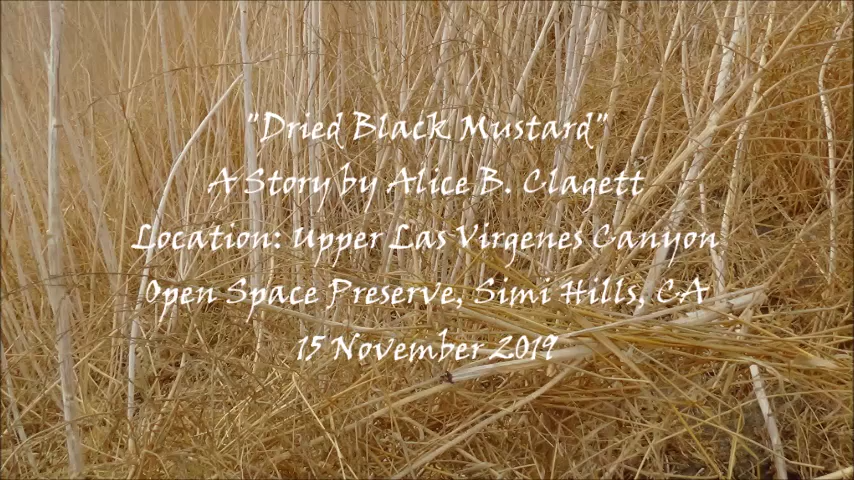 "Dried Black Mustard"
A Story by Alice B. Clagett
Location: Upper Las Virgenes Canyon
Open Space Preserve, Simi Hills, CA
15 November 2019